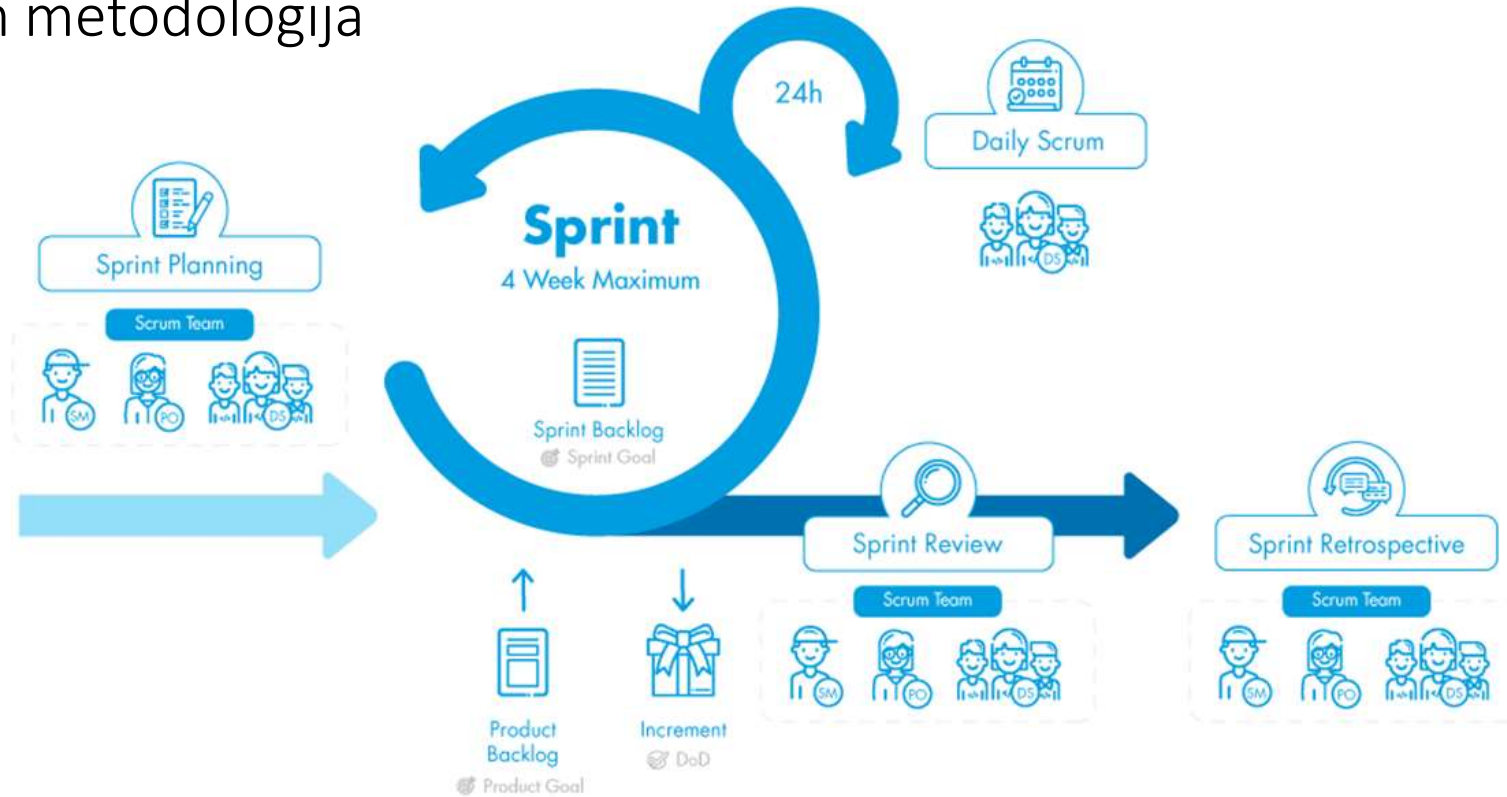 metodologija
24h
Daily Scrum
DS
Sprint Planning
Scrum Team
SM
PO
DS
Sprint
4 Week Maximum
Sprint Backlog
Sprint Goal
Sprint Review
Scrum Team
SM
PO
DS
Sprint Retrospective
Scrum Team
SM
PO
DS
Product
Backlog
Product Goal
Increment
DoD